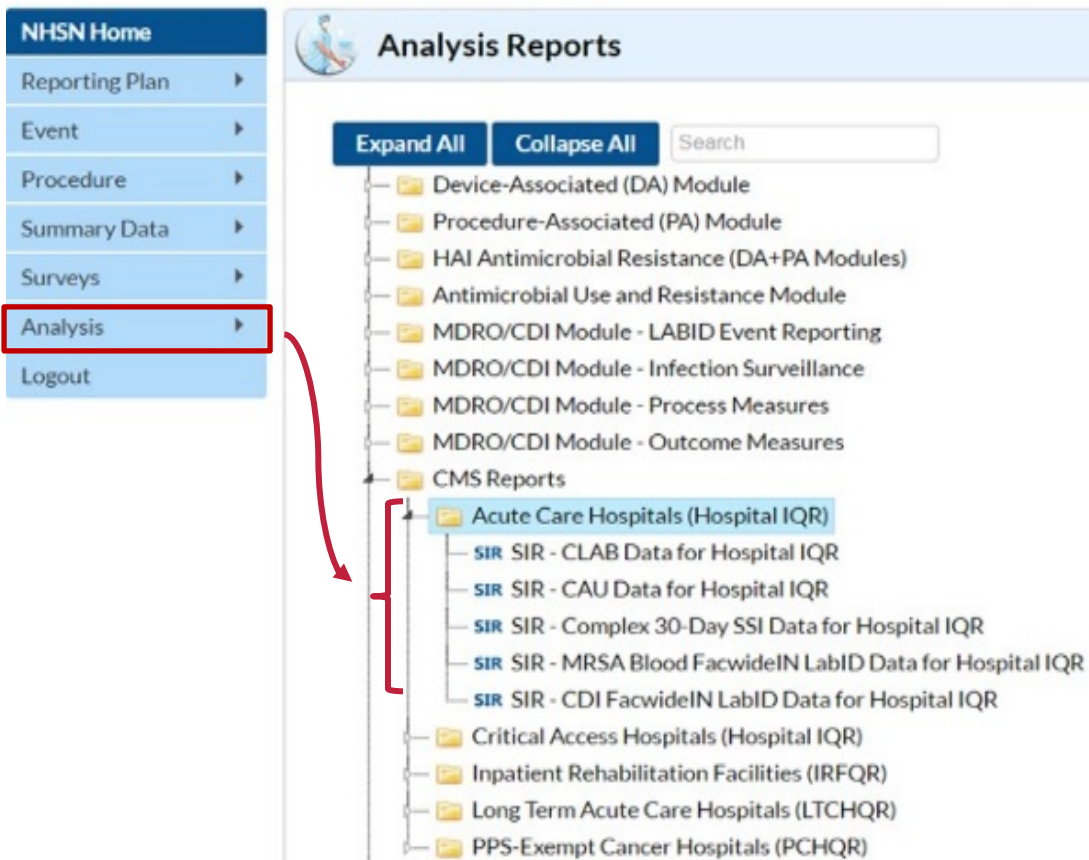 NHSN Home
Reporting Plan
Event
Procedure
Summary Data
Surveys
Analysis
Logout
Analysis Reports
Expand All
Collapse All
Search
Device-Associated (DA) Module
Procedure-Associated (PA) Module
HAI Antimicrobial Resistance (DA+PA Modules)
Antimicrobial Use and Resistance Module
MDRO/CDI Module - LABID Event Reporting
MDRO/CDI Module - Infection Surveillance
MDRO/CDI Module - Process Measures
MDRO/CDI Module - Outcome Measures
CMS Reports
Acute Care Hospitals (Hospital IQR)
SIR SIR - CLAB Data for Hospital IQR
SIR SIR - CAU Data for Hospital IQR
SIR SIR - Complex 30-Day SSI Data for Hospital IQR
SIR SIR - MRSA Blood FacwideIN LabID Data for Hospital IQR
SIR SIR - CDI FacwideIN LabID Data for Hospital IQR
Critical Access Hospitals (Hospital IQR)
Inpatient Rehabilitation Facilities (IRFQR)
Long Term Acute Care Hospitals (LTCHQR)
PPS-Exempt Cancer Hospitals (PCHQR)